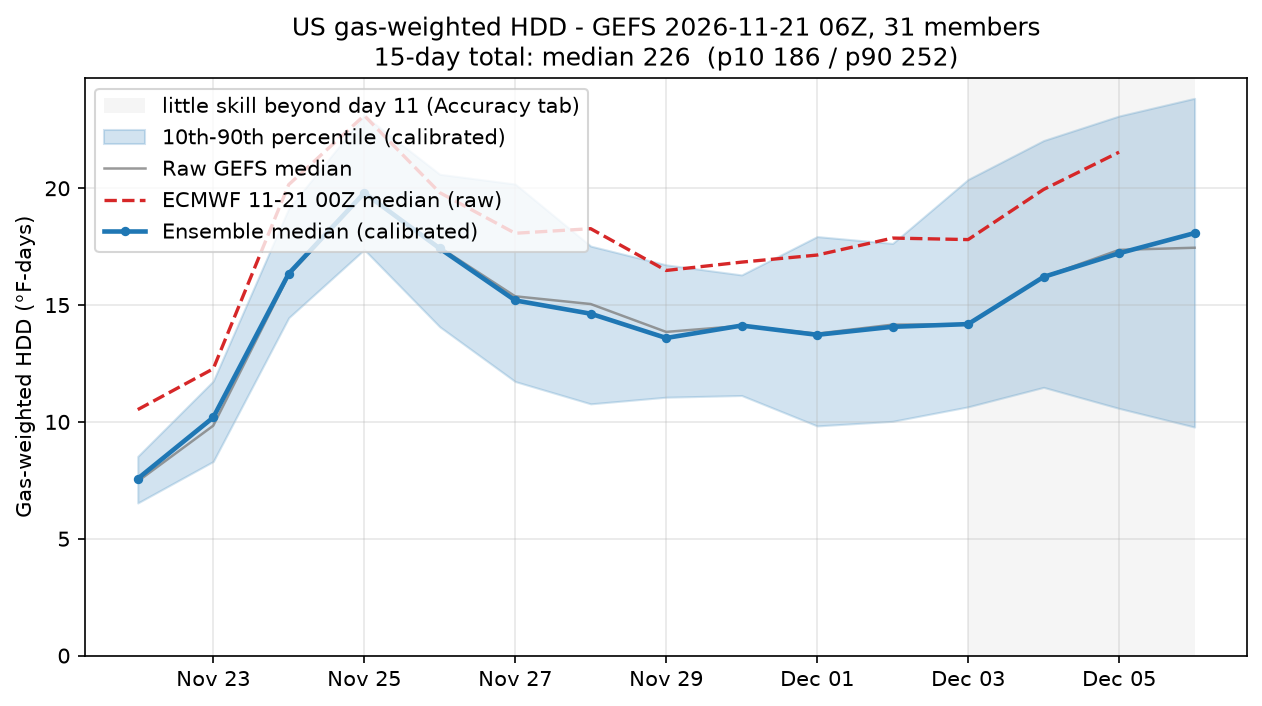 US gas-weighted HDD - GEFS 2026-11-21 06Z, 31 members
15-day total: median 226  (p10 186 / p90 252)
little skill beyond day 11 (Accuracy tab)
10th-90th percentile (calibrated)
Raw GEFS median
ECMWF 11-21 00Z median (raw)
Ensemble median (calibrated)
Gas-weighted HDD (°F-days)
20
15
10
5
0
Nov 23
Nov 25
Nov 27
Nov 29
Dec 01
Dec 03
Dec 05